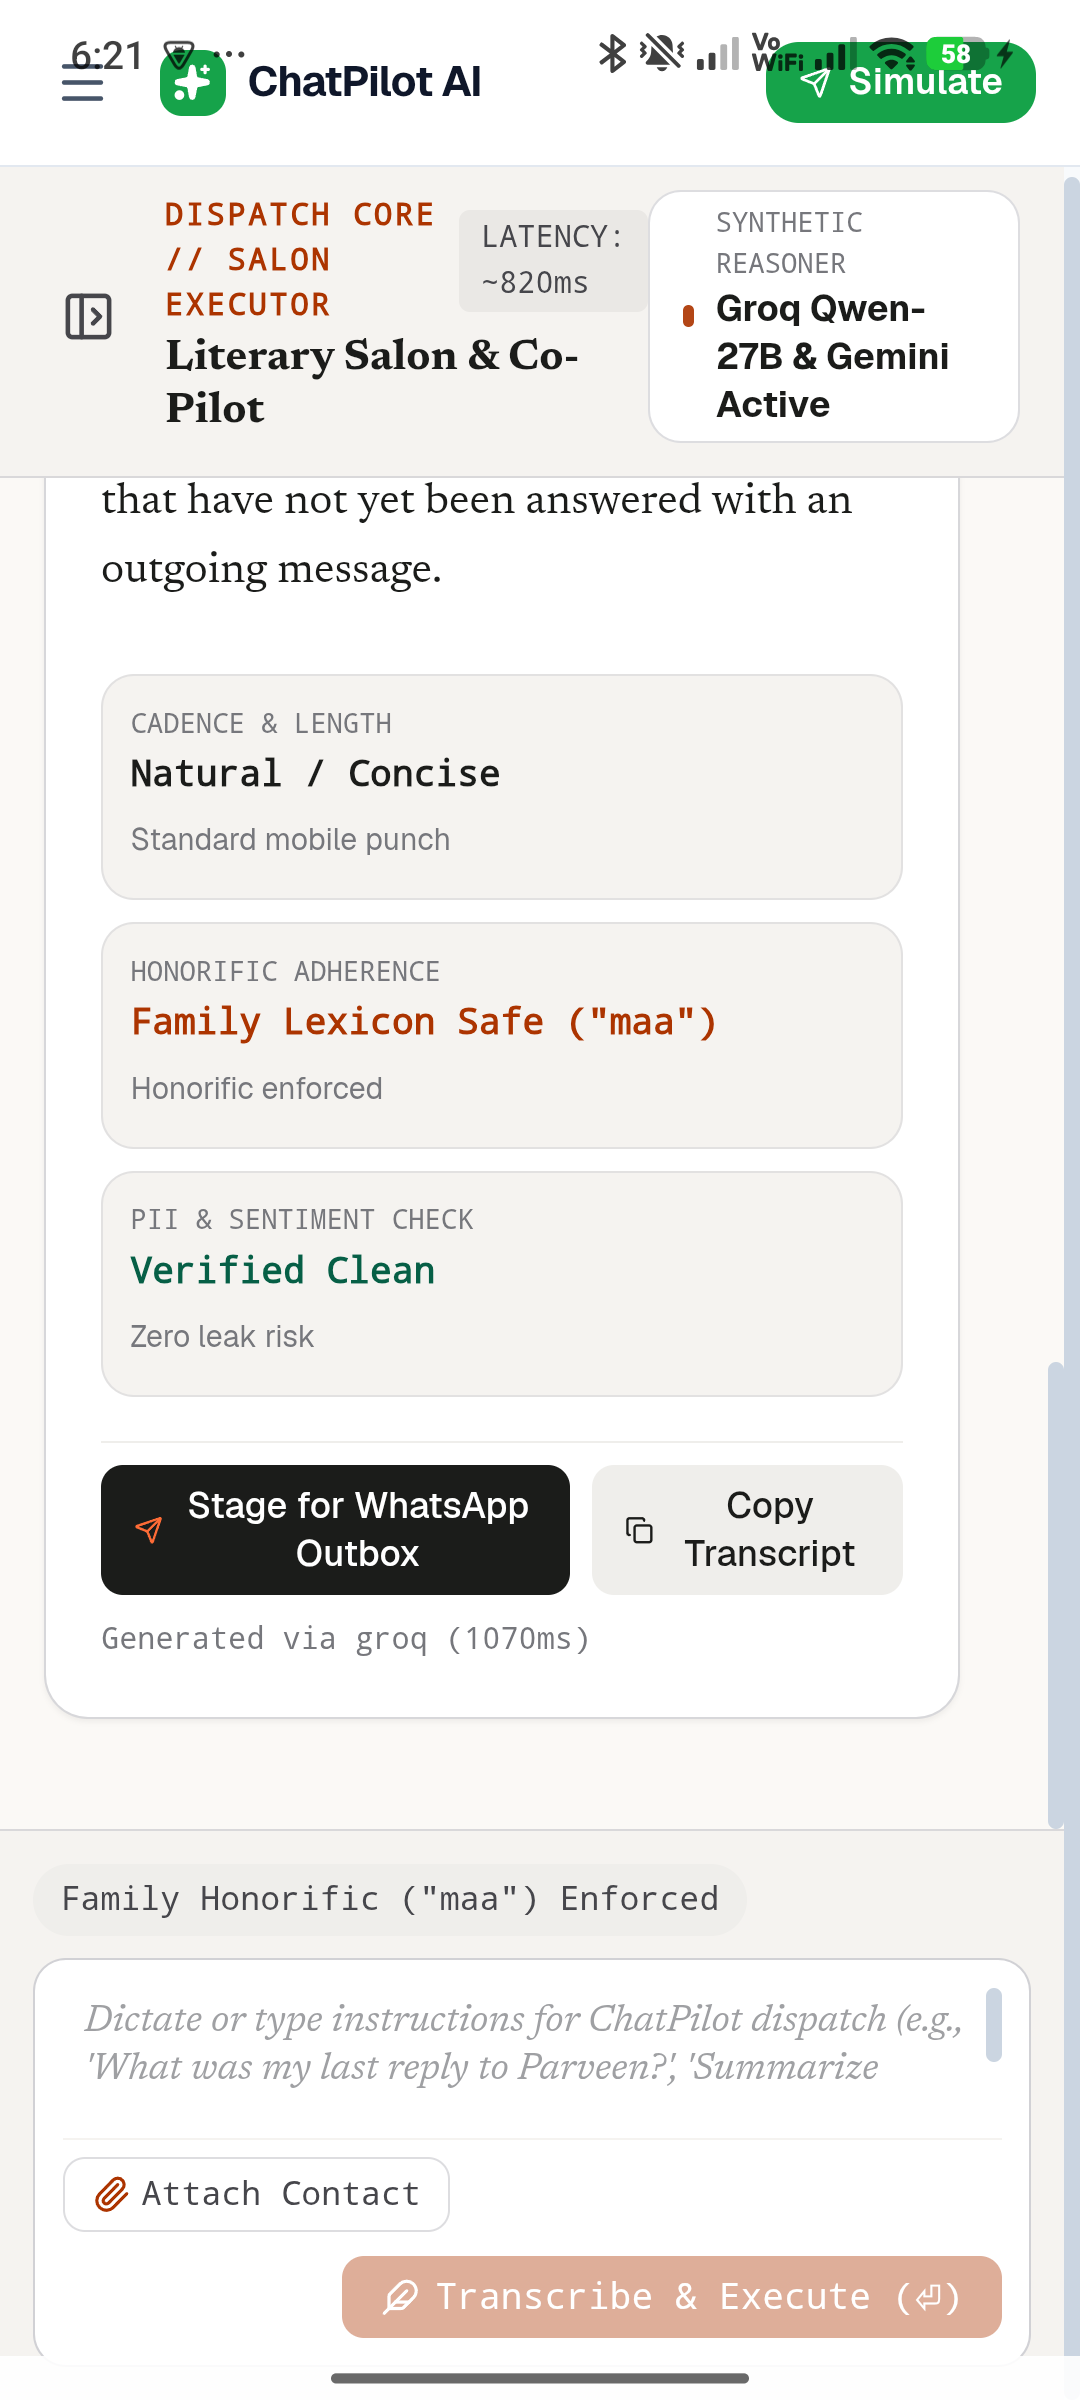 6:21
Vo
WiFi
58
ChatPilot AI
Simulate
DISPATCH CORE
// SALON
EXECUTOR
Literary Salon & Co-
Pilot
LATENCY:
~820ms
SYNTHETIC
REASONER
Groq Qwen-
27B & Gemini
Active
that have not yet been answered with an
outgoing message.
CADENCE & LENGTH
Natural / Concise
Standard mobile punch
HONORIFIC ADHERENCE
Family Lexicon Safe ("maa")
Honorific enforced
PII & SENTIMENT CHECK
Verified Clean
Zero leak risk
Stage for WhatsApp
Outbox
Copy
Transcript
Generated via groq (1070ms)
Family Honorific ("maa") Enforced
Dictate or type instructions for ChatPilot dispatch (e.g.,
'What was my last reply to Parveen?', 'Summarize
Attach Contact
Transcribe & Execute (⏎)